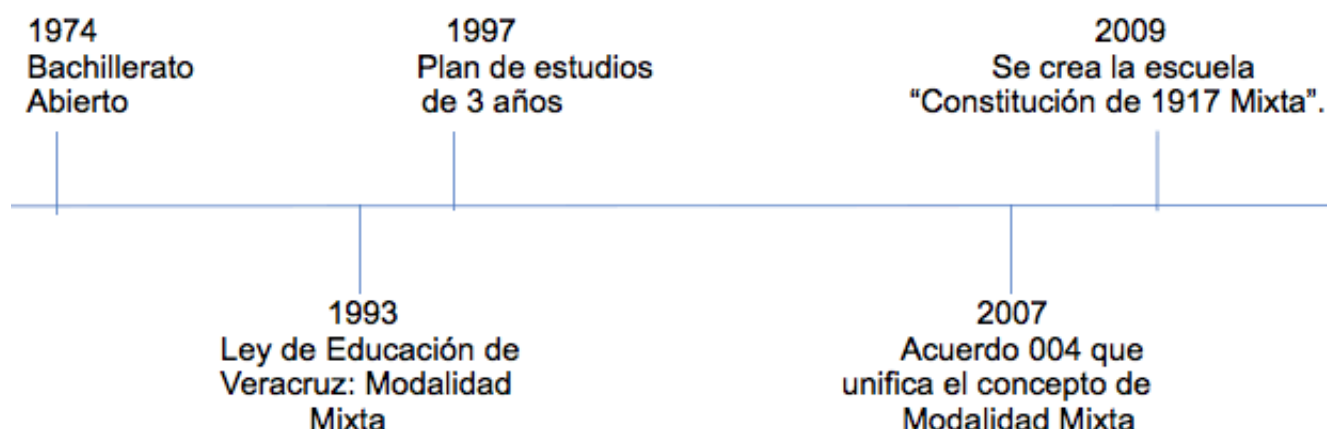 1974
Bachillerato
Abierto
1997
Plan de estudios
de 3 años
2009
Se crea la escuela
“Constitución de 1917 Mixta”.
1993
Ley de Educación de
Veracruz: Modalidad
Mixta
2007
Acuerdo 004 que
unifica el concepto de
Modalidad Mixta